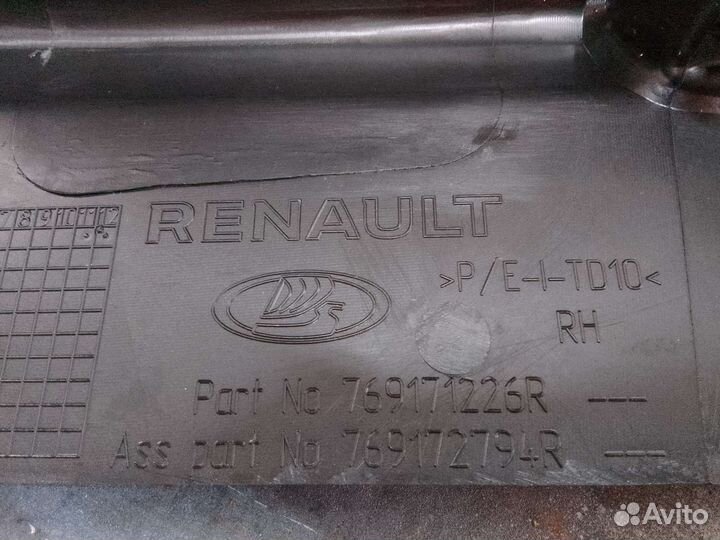 RENAULT
7 8 9 10 11 12
>P/E-I-TD10<
RH
Part No 769171226R ---
Ass part No 769172794R ---
Avito